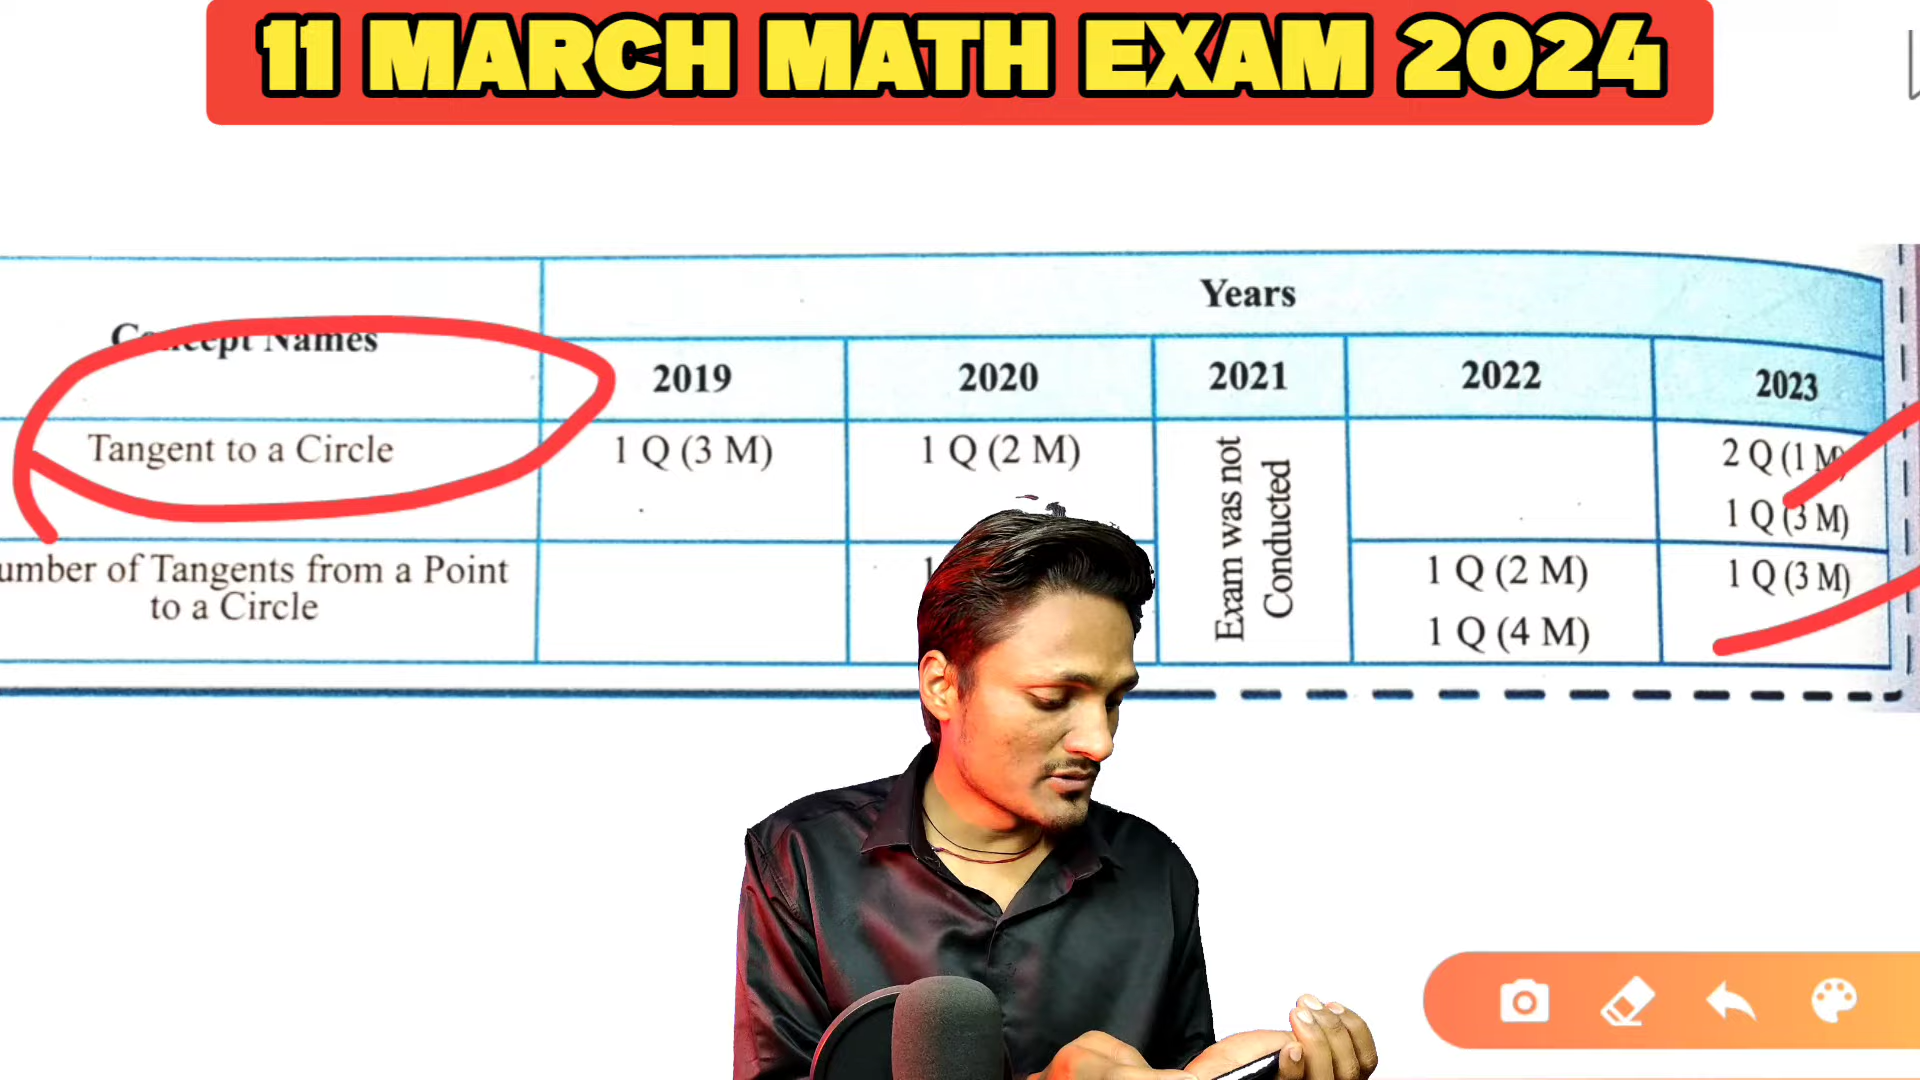 11 MARCH MATH EXAM 2024
Concept Names
Years
2019
2020
2021
2022
2023
Tangent to a Circle
1 Q (3 M)
1 Q (2 M)
Exam was not
Conducted
2 Q (1 M)
1 Q (3 M)
umber of Tangents from a Point
to a Circle
1
1 Q (2 M)
1 Q (4 M)
1 Q (3 M)